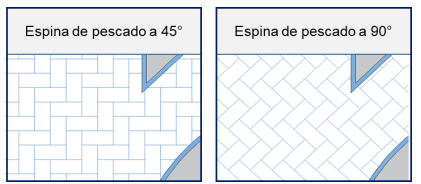 Espina de pescado a 45°
Espina de pescado a 90°